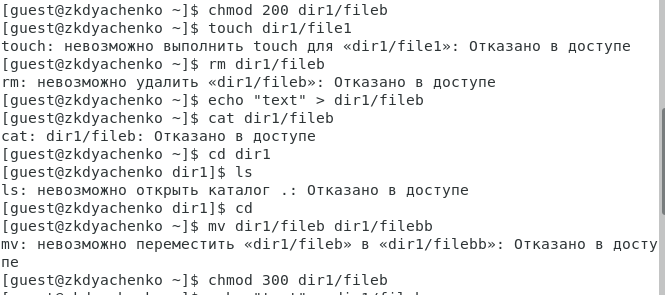 [guest@zkdyachenko ~]$ chmod 200 dir1/fileb
[guest@zkdyachenko ~]$ touch dir1/file1
touch: невозможно выполнить touch для «dir1/file1»: Отказано в доступе
[guest@zkdyachenko ~]$ rm dir1/fileb
rm: невозможно удалить «dir1/fileb»: Отказано в доступе
[guest@zkdyachenko ~]$ echo "text" > dir1/fileb
[guest@zkdyachenko ~]$ cat dir1/fileb
cat: dir1/fileb: Отказано в доступе
[guest@zkdyachenko ~]$ cd dir1
[guest@zkdyachenko dir1]$ ls
ls: невозможно открыть каталог .: Отказано в доступе
[guest@zkdyachenko dir1]$ cd
[guest@zkdyachenko ~]$ mv dir1/fileb dir1/filebb
mv: невозможно переместить «dir1/fileb» в «dir1/filebb»: Отказано в досту
пе
[guest@zkdyachenko ~]$ chmod 300 dir1/fileb